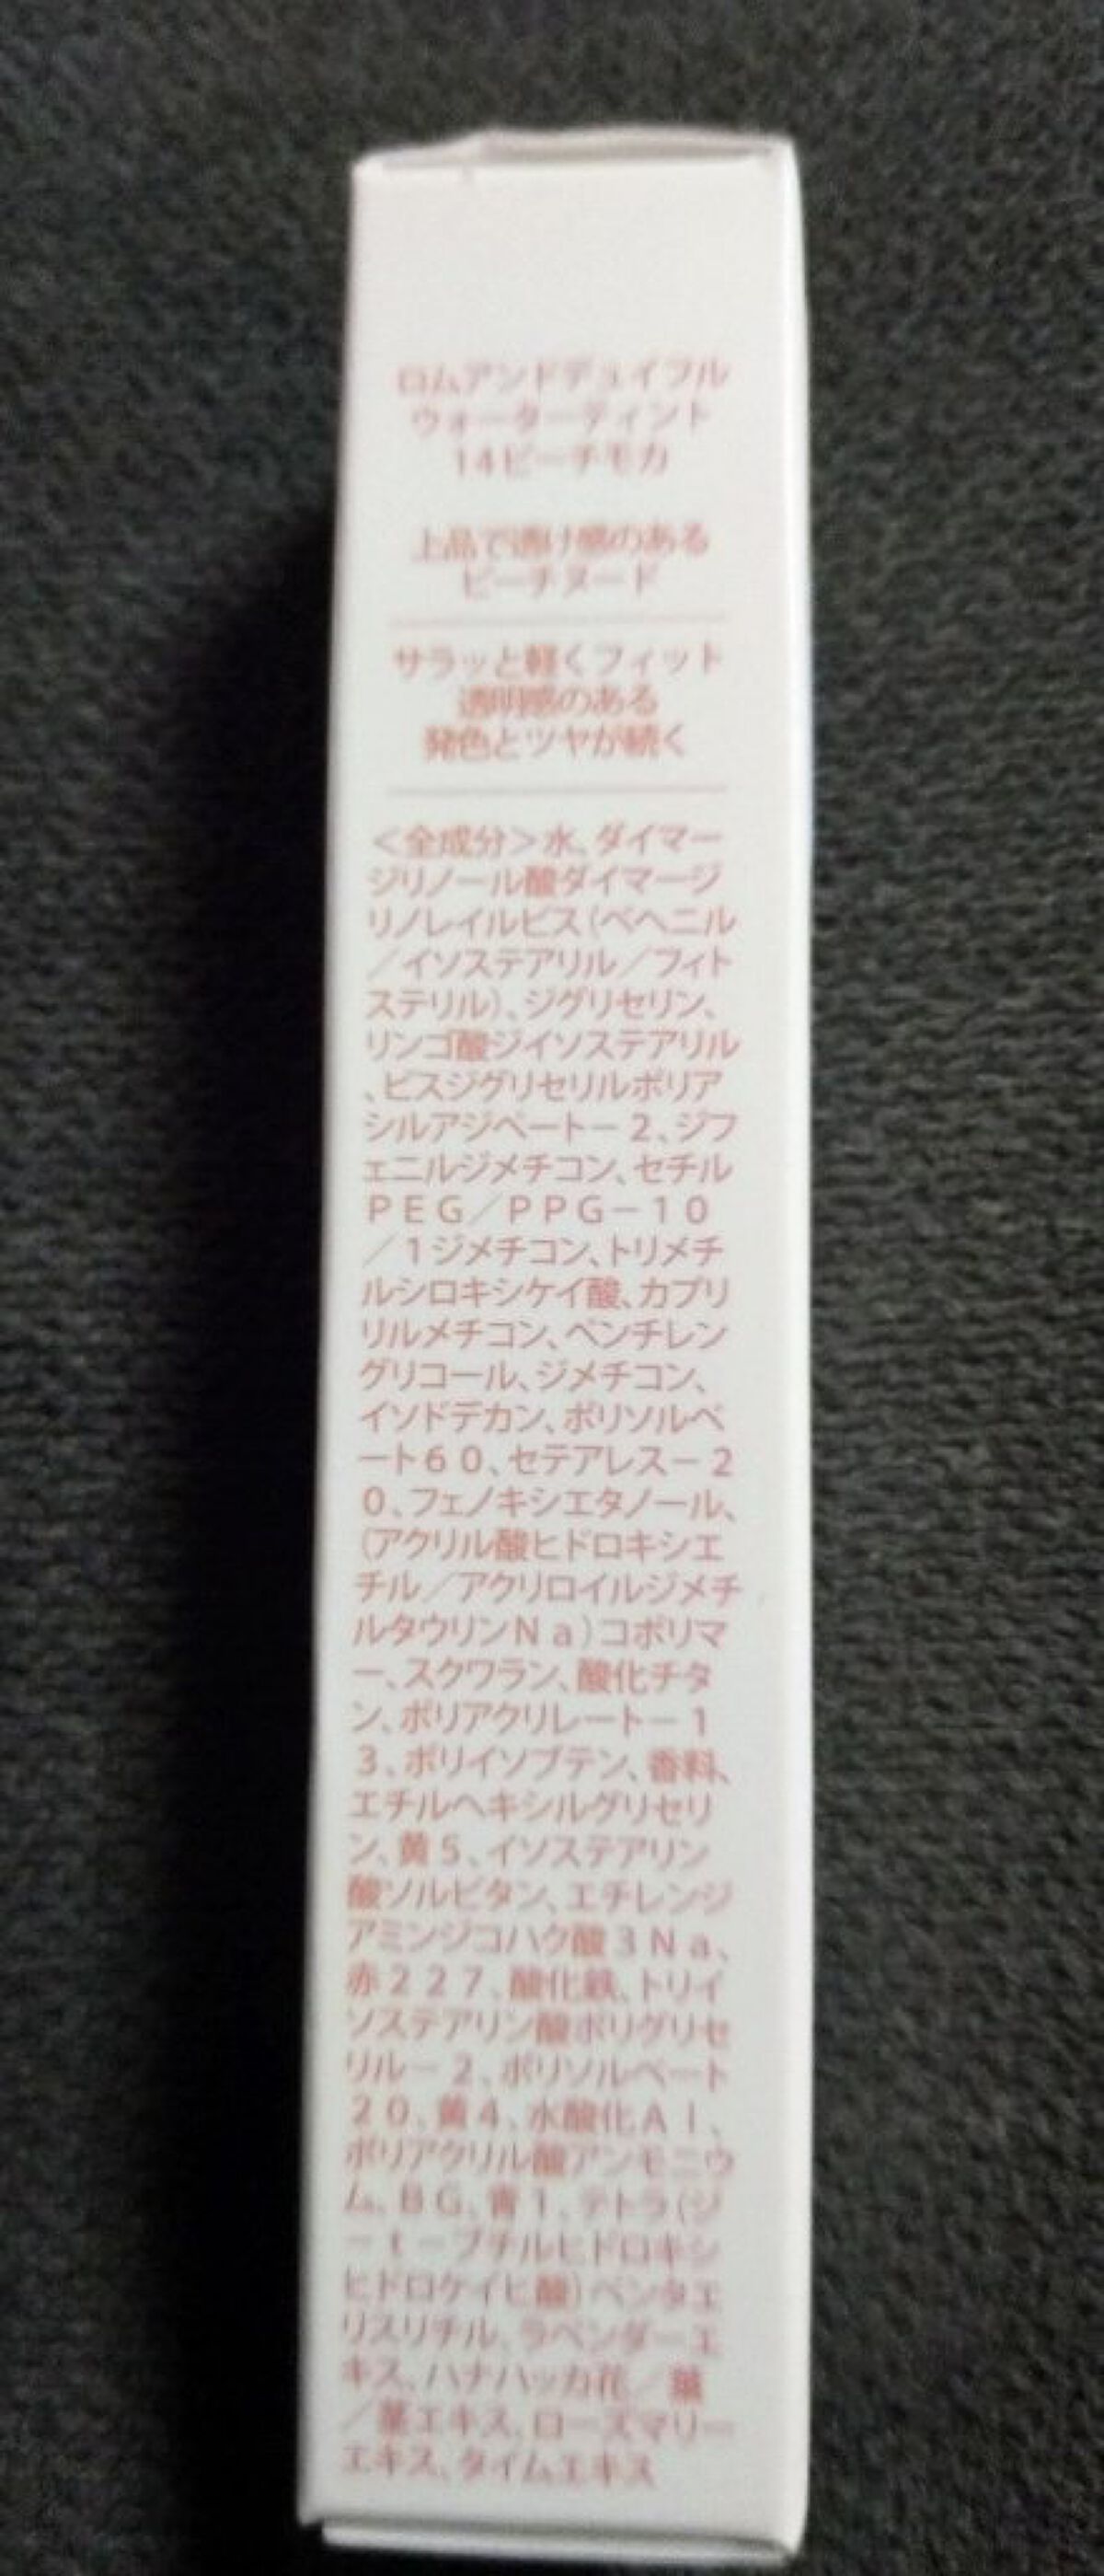 ロムアンドデュイフル
ウォーターティント
14ピーチモカ
上品で透け感のある
ピーチヌード
サラッと軽くフィット
透明感のある
発色とツヤが続く
＜全成分＞水、ダイマー
ジリノール酸ダイマージ
リノレイルビス（ベヘニル
／イソステアリル／フィト
ステリル）、ジグリセリン、
リンゴ酸ジイソステアリル
、ビスジグリセリルポリア
シルアジペート－２、ジフ
ェニルジメチコン、セチル
ＰＥＧ／ＰＰＧ－１０
／１ジメチコン、トリメチ
ルシロキシケイ酸、カプリ
リルメチコン、ペンチレン
グリコール、ジメチコン、
イソドデカン、ポリソルベ
ート６０、セテアレス－２
０、フェノキシエタノール、
（アクリル酸ヒドロキシエ
チル／アクリロイルジメチ
ルタウリンＮａ）コポリマ
ー、スクワラン、酸化チタ
ン、ポリアクリレート－１
３、ポリイソブテン、香料、
エチルヘキシルグリセリ
ン、黄５、イソステアリン
酸ソルビタン、エチレンジ
アミンジコハク酸３Ｎａ、
赤２２７、酸化鉄、トリイ
ソステアリン酸ポリグリセ
リル－２、ポリソルベート
２０、黄４、水酸化Ａｌ、
ポリアクリル酸アンモニウ
ム、ＢＧ、青１、テトラ（ジ
－ｔ－ブチルヒドロキシ
ヒドロケイヒ酸）ペンタエ
リスリチル、ラベンダーエ
キス、ハナハッカ花／葉
／茎エキス、ローズマリー
エキス、タイムエキス